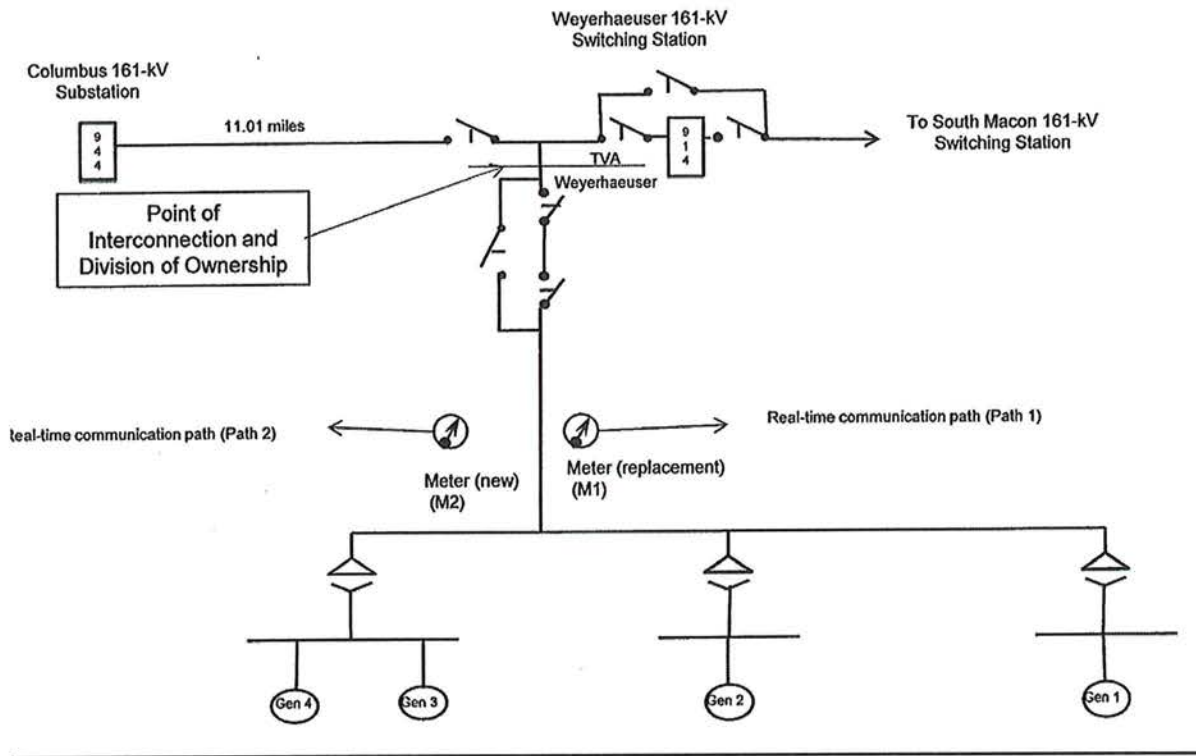 Weyerhaeuser 161-kV
Switching Station
Columbus 161-kV
Substation
9
4
4
11.01 miles
9
1
4
To South Macon 161-kV
Switching Station
TVA
Weyerhaeuser
Point of
Interconnection and
Division of Ownership
Real-time communication path (Path 1)
eal-time communication path (Path 2)
Meter (new)
(M2)
Meter (replacement)
(M1)
Gen 4
Gen 3
Gen 2
Gen 1